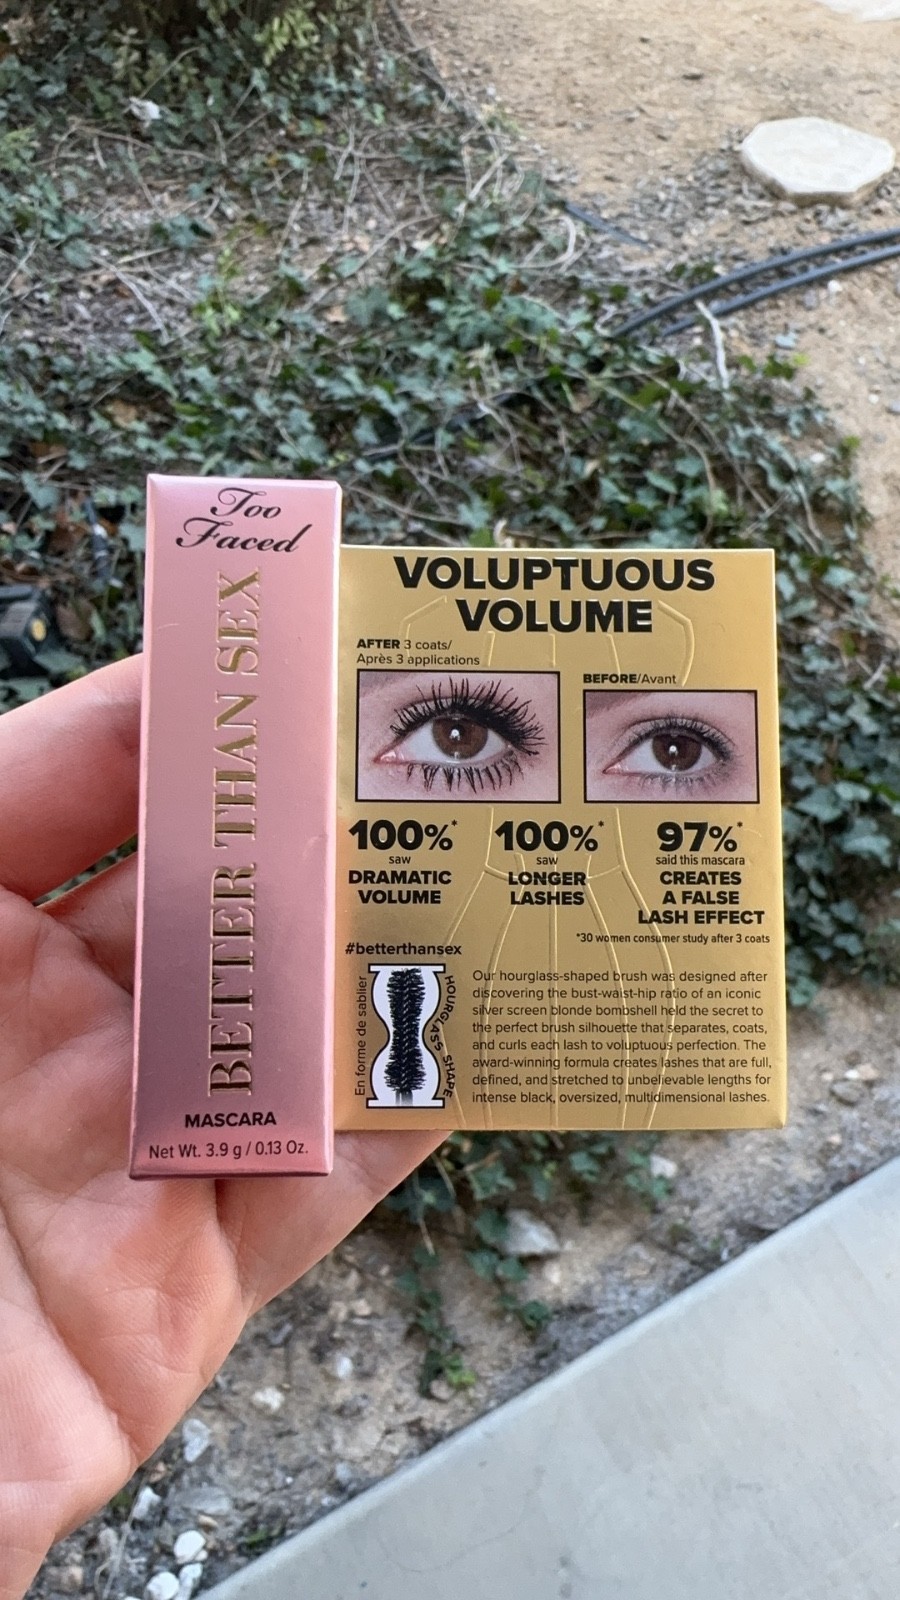 Too
Faced
BETTER THAN SEX
MASCARA
Net Wt. 3.9 g / 0.13 Oz.
VOLUPTUOUS
VOLUME
AFTER 3 coats/
Après 3 applications
BEFORE/Avant
100%*
saw
DRAMATIC
VOLUME
100%*
saw
LONGER
LASHES
97%*
said this mascara
CREATES
A FALSE
LASH EFFECT
*30 women consumer study after 3 coats
#betterthansex
En forme de sablier
HOURGLASS SHAPE
Our hourglass-shaped brush was designed after
discovering the bust-waist-hip ratio of an iconic
silver screen blonde bombshell held the secret to
the perfect brush silhouette that separates, coats,
and curls each lash to voluptuous perfection. The
award-winning formula creates lashes that are full,
defined, and stretched to unbelievable lengths for
intense black, oversized, multidimensional lashes.